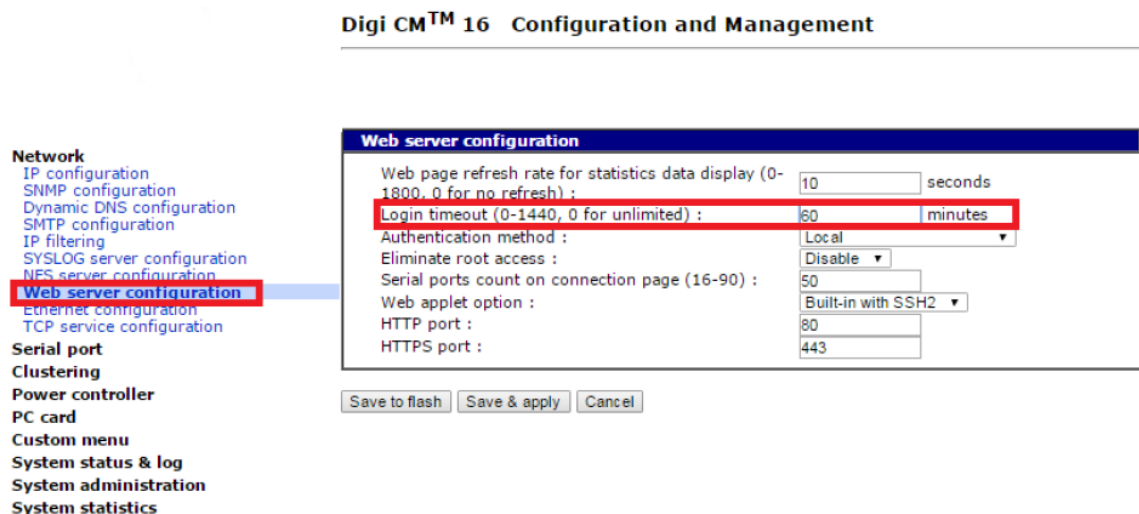 Digi CM™ 16 Configuration and Management
Network
IP configuration
SNMP configuration
Dynamic DNS configuration
SMTP configuration
IP filtering
SYSLOG server configuration
NFS server configuration
Web server configuration
Ethernet configuration
TCP service configuration
Serial port
Clustering
Power controller
PC card
Custom menu
System status & log
System administration
System statistics
Web server configuration
Web page refresh rate for statistics data display (0-
1800, 0 for no refresh) : 10 seconds
Login timeout (0-1440, 0 for unlimited) : 60 minutes
Authentication method : Local
Eliminate root access : Disable
Serial ports count on connection page (16-90) : 50
Web applet option : Built-in with SSH2
HTTP port : 80
HTTPS port : 443
Save to flash Save & apply Cancel